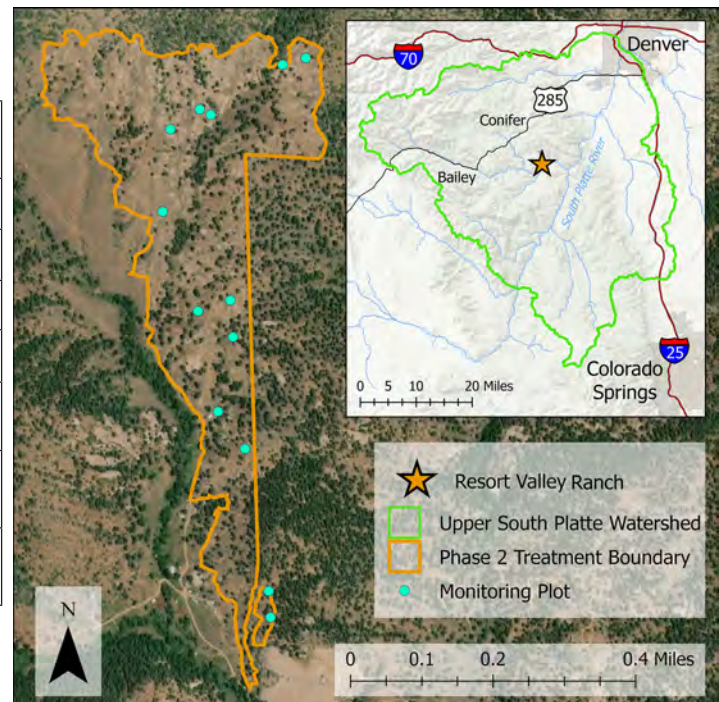 Denver
70
285
Conifer
Bailey
South Platte River
25
Colorado
Springs
0 5 10 20 Miles
Resort Valley Ranch
Upper South Platte Watershed
Phase 2 Treatment Boundary
Monitoring Plot
N
0 0.1 0.2 0.4 Miles